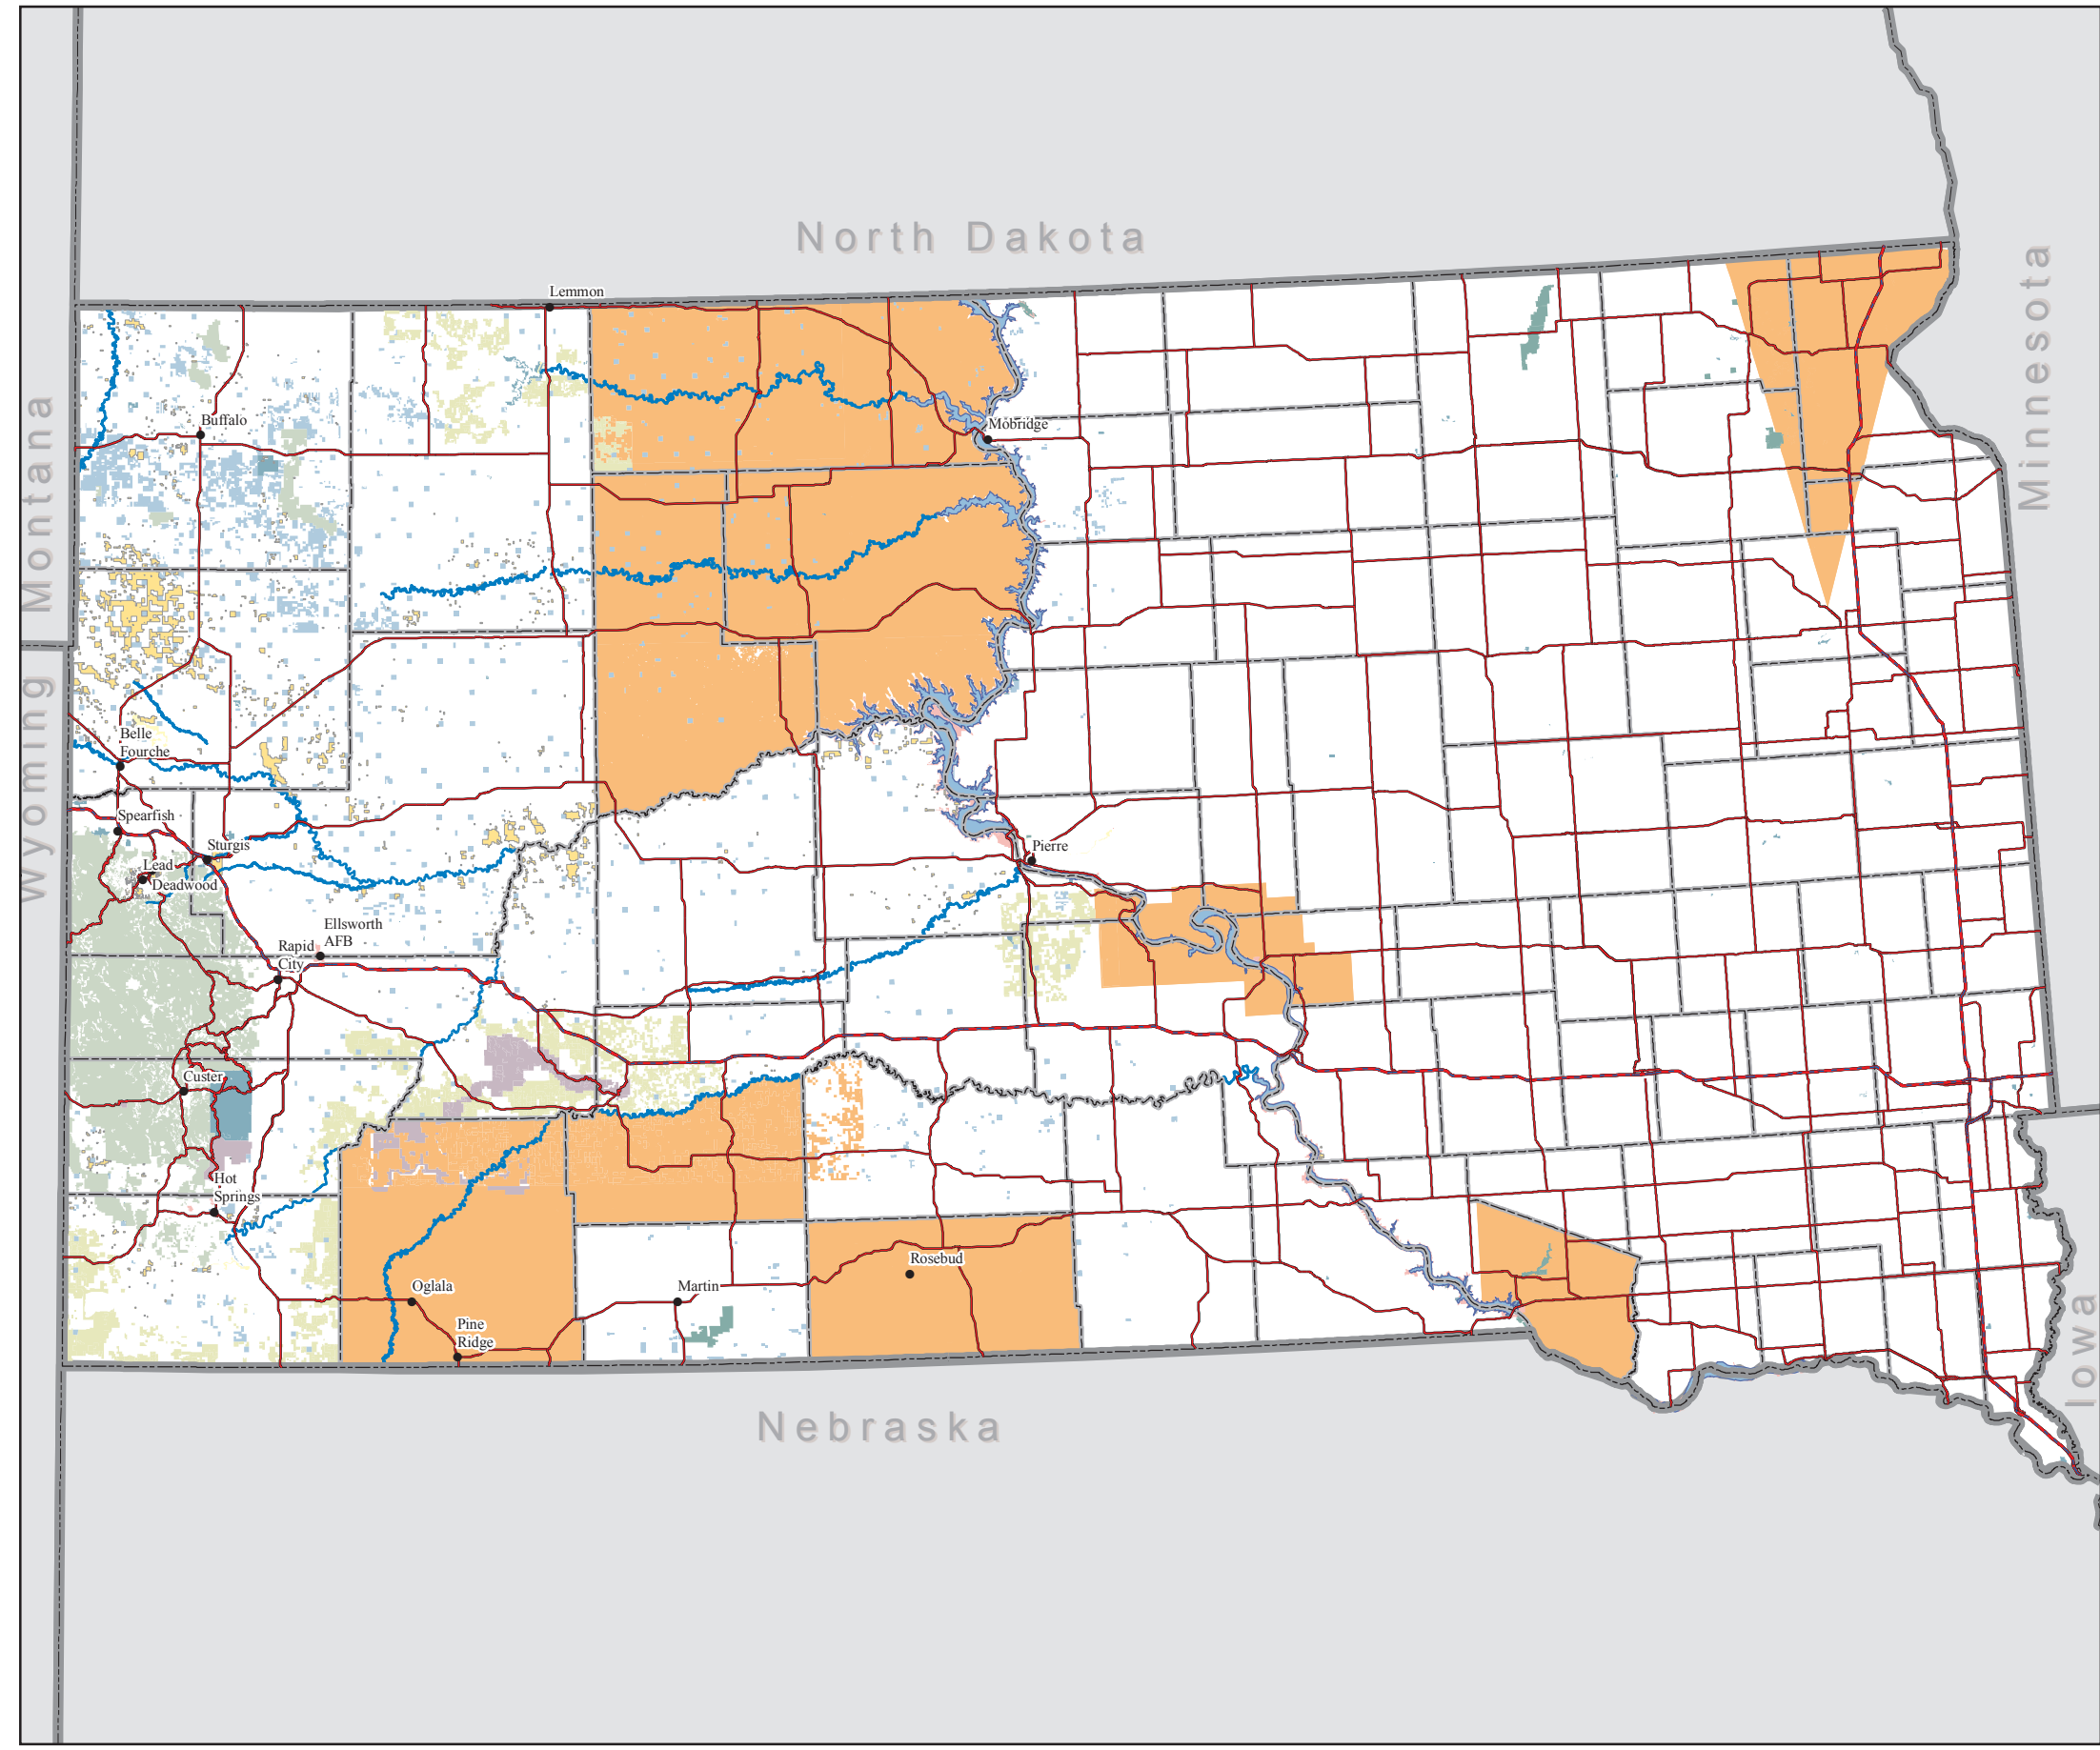 North Dakota
Minnesota
Lemmon
Montana
Buffalo
Mobridge
Wyoming
Belle
Fourche
Spearfish
Sturgis
Lead
Deadwood
Pierre
Ellsworth
AFB
Rapid
City
Custer
Hot
Springs
Rosebud
Oglala
Martin
Pine
Ridge
Iowa
Nebraska